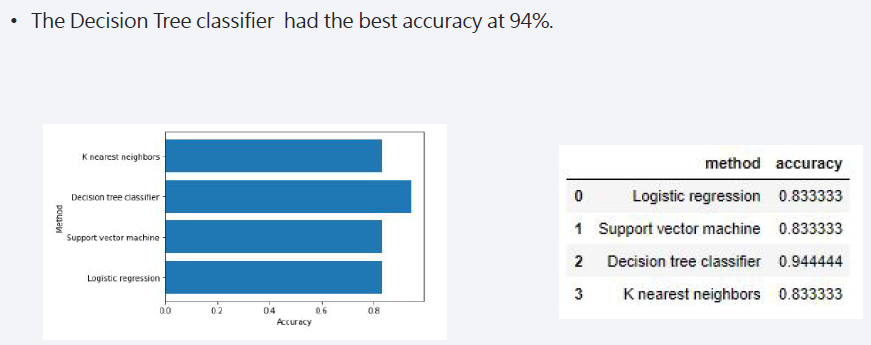 • The Decision Tree classifier had the best accuracy at 94%.
Method
K nearest neighbors
Decision tree classifier
Support vector machine
Logistic regression
0.0 0.2 0.4 0.6 0.8
Accuracy
method accuracy
0 Logistic regression 0.833333
1 Support vector machine 0.833333
2 Decision tree classifier 0.944444
3 K nearest neighbors 0.833333